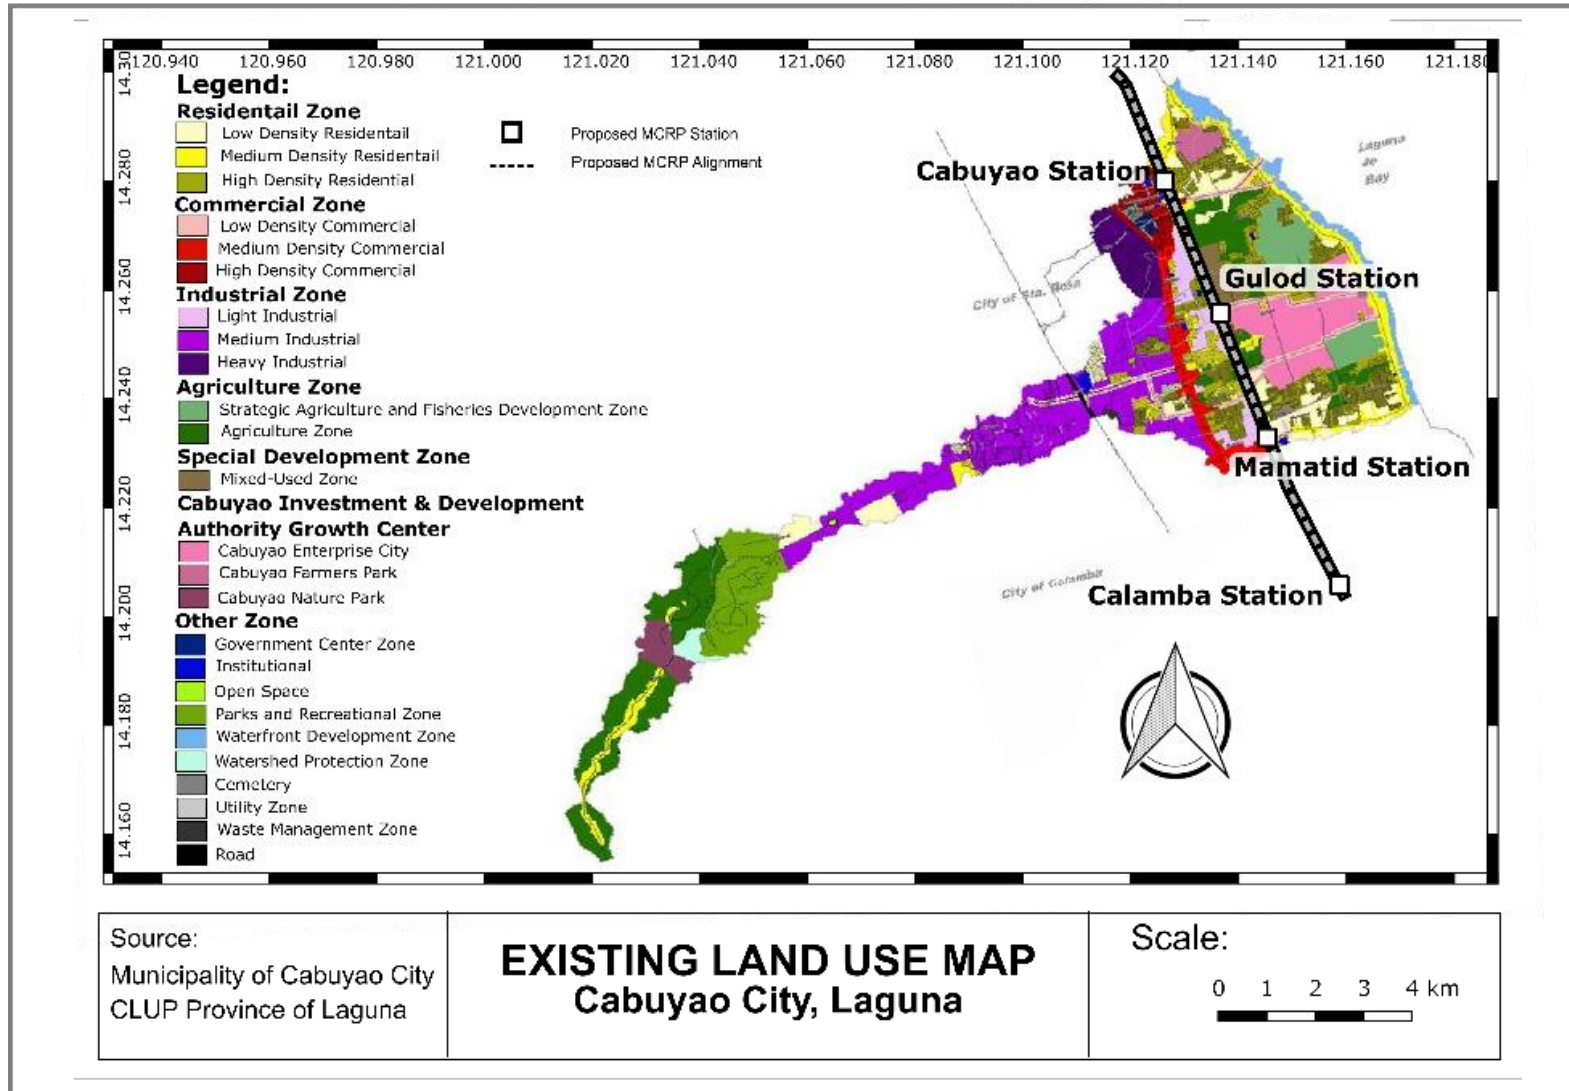 120.940 120.960 120.980 121.000 121.020 121.040 121.060 121.080 121.100 121.120 121.140 121.160 121.180
14.30
14.280
14.260
14.240
14.220
14.200
14.180
14.160
Legend:
Residentail Zone
Low Density Residentail
Medium Density Residentail
High Density Residential
Commercial Zone
Low Density Commercial
Medium Density Commercial
High Density Commercial
Industrial Zone
Light Industrial
Medium Industrial
Heavy Industrial
Agriculture Zone
Strategic Agriculture and Fisheries Development Zone
Agriculture Zone
Special Development Zone
Mixed-Used Zone
Cabuyao Investment & Development
Authority Growth Center
Cabuyao Enterprise City
Cabuyao Farmers Park
Cabuyao Nature Park
Other Zone
Government Center Zone
Institutional
Open Space
Parks and Recreational Zone
Waterfront Development Zone
Watershed Protection Zone
Cemetery
Utility Zone
Waste Management Zone
Road
Proposed MCRP Station
Proposed MCRP Alignment
Laguna
de
Bay
Cabuyao Station
City of Sta. Rosa
Gulod Station
Mamatid Station
City of Calamba
Calamba Station
Source:
Municipality of Cabuyao City
CLUP Province of Laguna
EXISTING LAND USE MAP
Cabuyao City, Laguna
Scale:
0 1 2 3 4 km